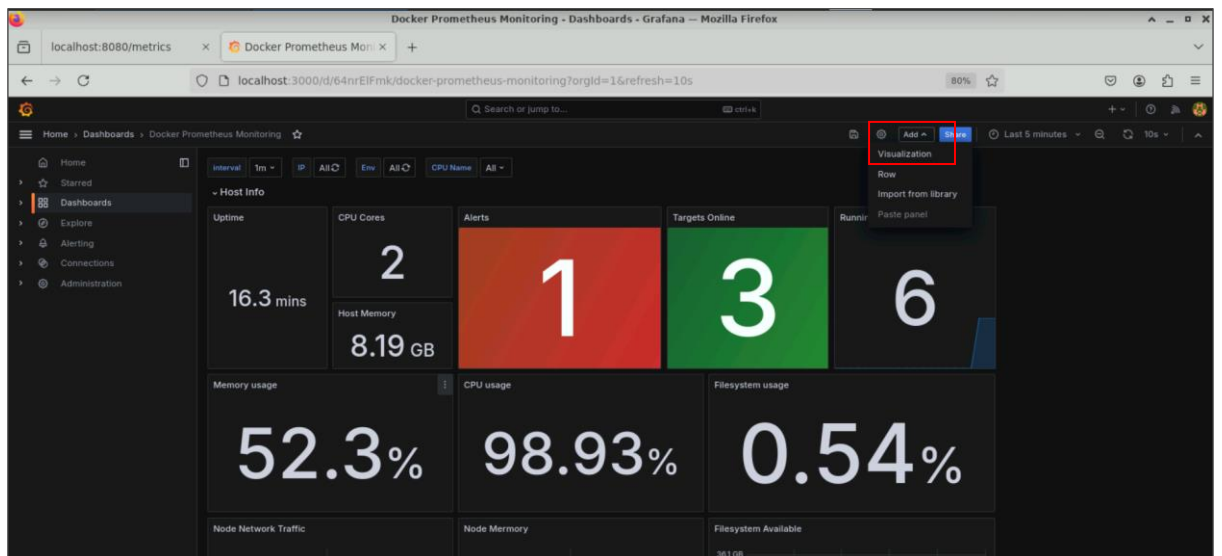 Docker Prometheus Monitoring - Dashboards - Grafana — Mozilla Firefox
localhost:8080/metrics
Docker Prometheus Moni
localhost:3000/d/64nrElFmk/docker-prometheus-monitoring?orgId=1&refresh=10s
80%
Search or jump to...
ctrl+k
Home › Dashboards › Docker Prometheus Monitoring
Add
Share
Last 5 minutes
10s
Visualization
Row
Import from library
Paste panel
Home
Starred
Dashboards
Explore
Alerting
Connections
Administration
interval 1m IP All Env All CPU Name All
Host Info
Uptime
16.3 mins
CPU Cores
2
Host Memory
8.19 GB
Alerts
1
Targets Online
3
6
Memory usage
52.3%
CPU usage
98.93%
Filesystem usage
0.54%
Node Network Traffic
Node Mermory
Filesystem Available